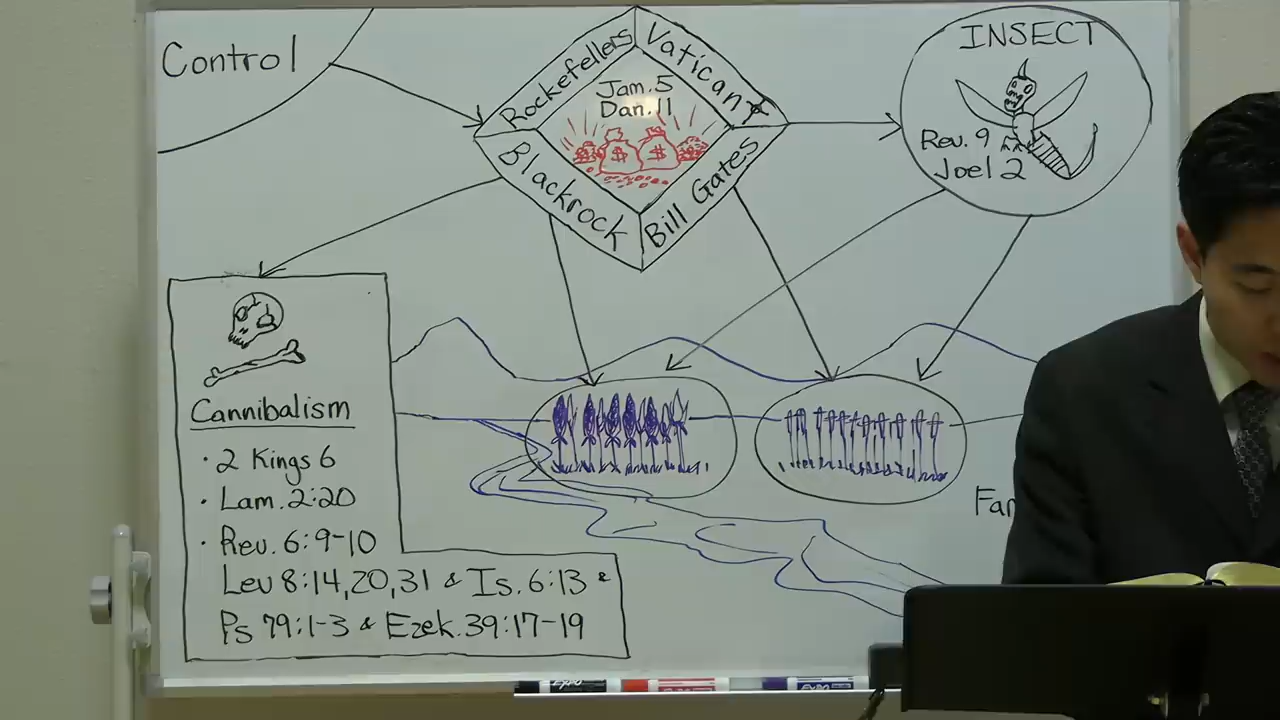 Control
Rockefellers
Vatican
Jam. 5
Dan. 11
$ $
Blackrock
Bill Gates
INSECT
Rev. 9
Joel 2
Cannibalism
· 2 Kings 6
· Lam. 2:20
· Rev. 6:9-10
Lev 8:14,20,31 & Is. 6:13 &
Ps 79:1-3 & Ezek. 39:17-19
EXPO
EXPO